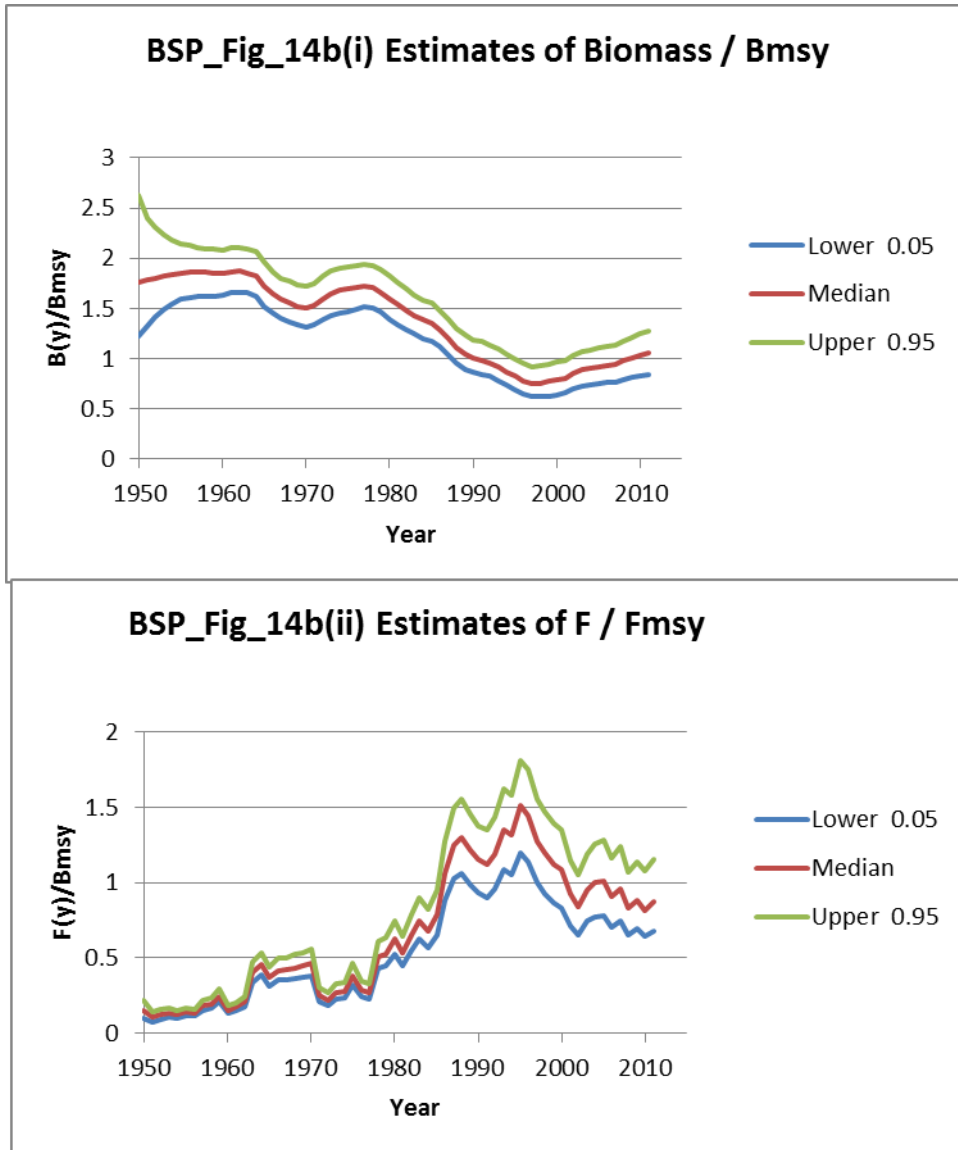 BSP_Fig_14b(i) Estimates of Biomass / Bmsy
3
2.5
2
1.5
1
0.5
0
B(y)/Bmsy
1950 1960 1970 1980 1990 2000 2010
Year
Lower 0.05
Median
Upper 0.95
BSP_Fig_14b(ii) Estimates of F / Fmsy
2
1.5
1
0.5
0
F(y)/Bmsy
1950 1960 1970 1980 1990 2000 2010
Year
Lower 0.05
Median
Upper 0.95